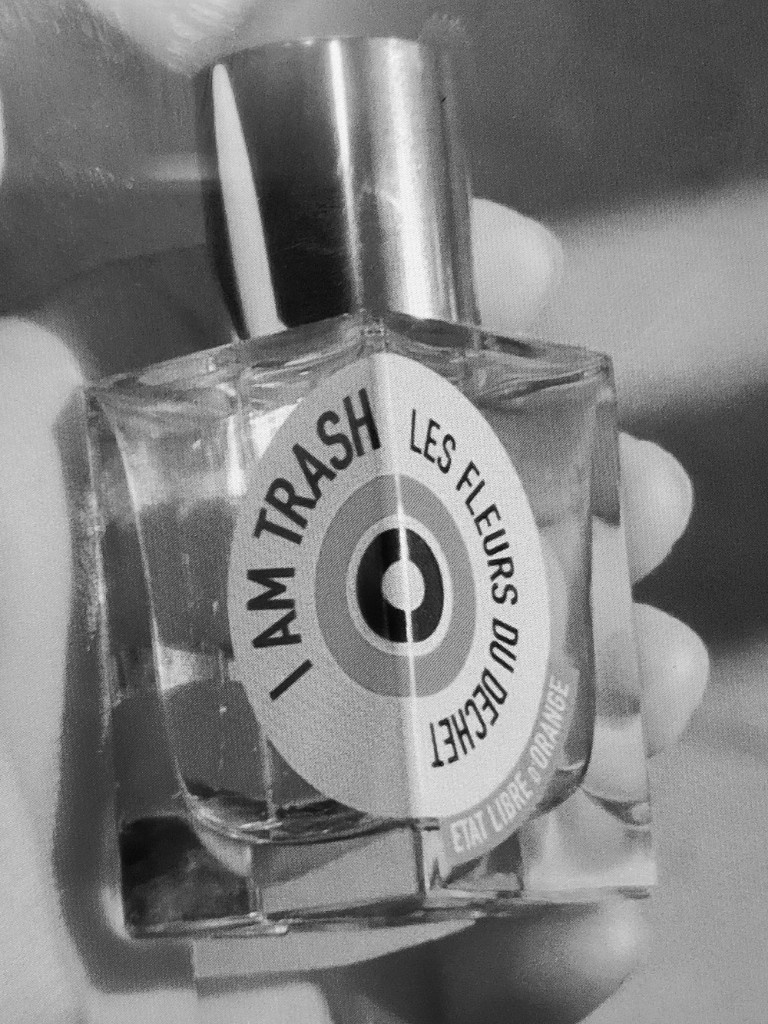 I AM TRASH
LES FLEURS DU DECHET
ETAT LIBRE D'ORANGE